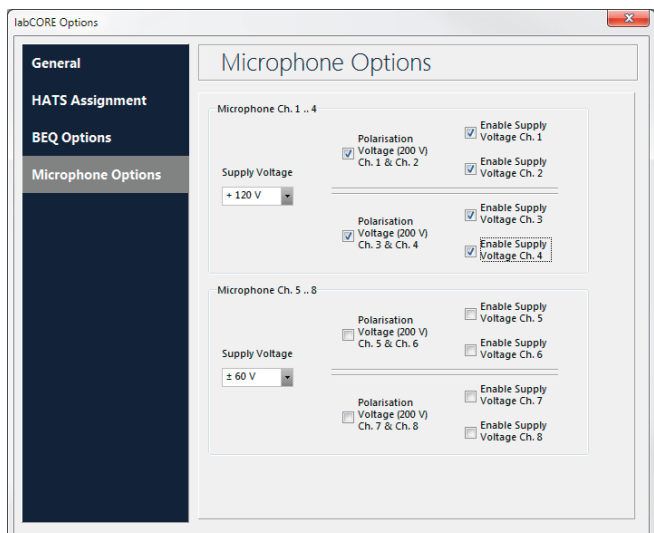 labCORE Options
General
HATS Assignment
BEQ Options
Microphone Options
Microphone Options
Microphone Ch. 1 .. 4
Supply Voltage
+ 120 V
Polarisation
Voltage (200 V)
Ch. 1 & Ch. 2
Enable Supply
Voltage Ch. 1
Enable Supply
Voltage Ch. 2
Polarisation
Voltage (200 V)
Ch. 3 & Ch. 4
Enable Supply
Voltage Ch. 3
Enable Supply
Voltage Ch. 4
Microphone Ch. 5 .. 8
Supply Voltage
± 60 V
Polarisation
Voltage (200 V)
Ch. 5 & Ch. 6
Enable Supply
Voltage Ch. 5
Enable Supply
Voltage Ch. 6
Polarisation
Voltage (200 V)
Ch. 7 & Ch. 8
Enable Supply
Voltage Ch. 7
Enable Supply
Voltage Ch. 8